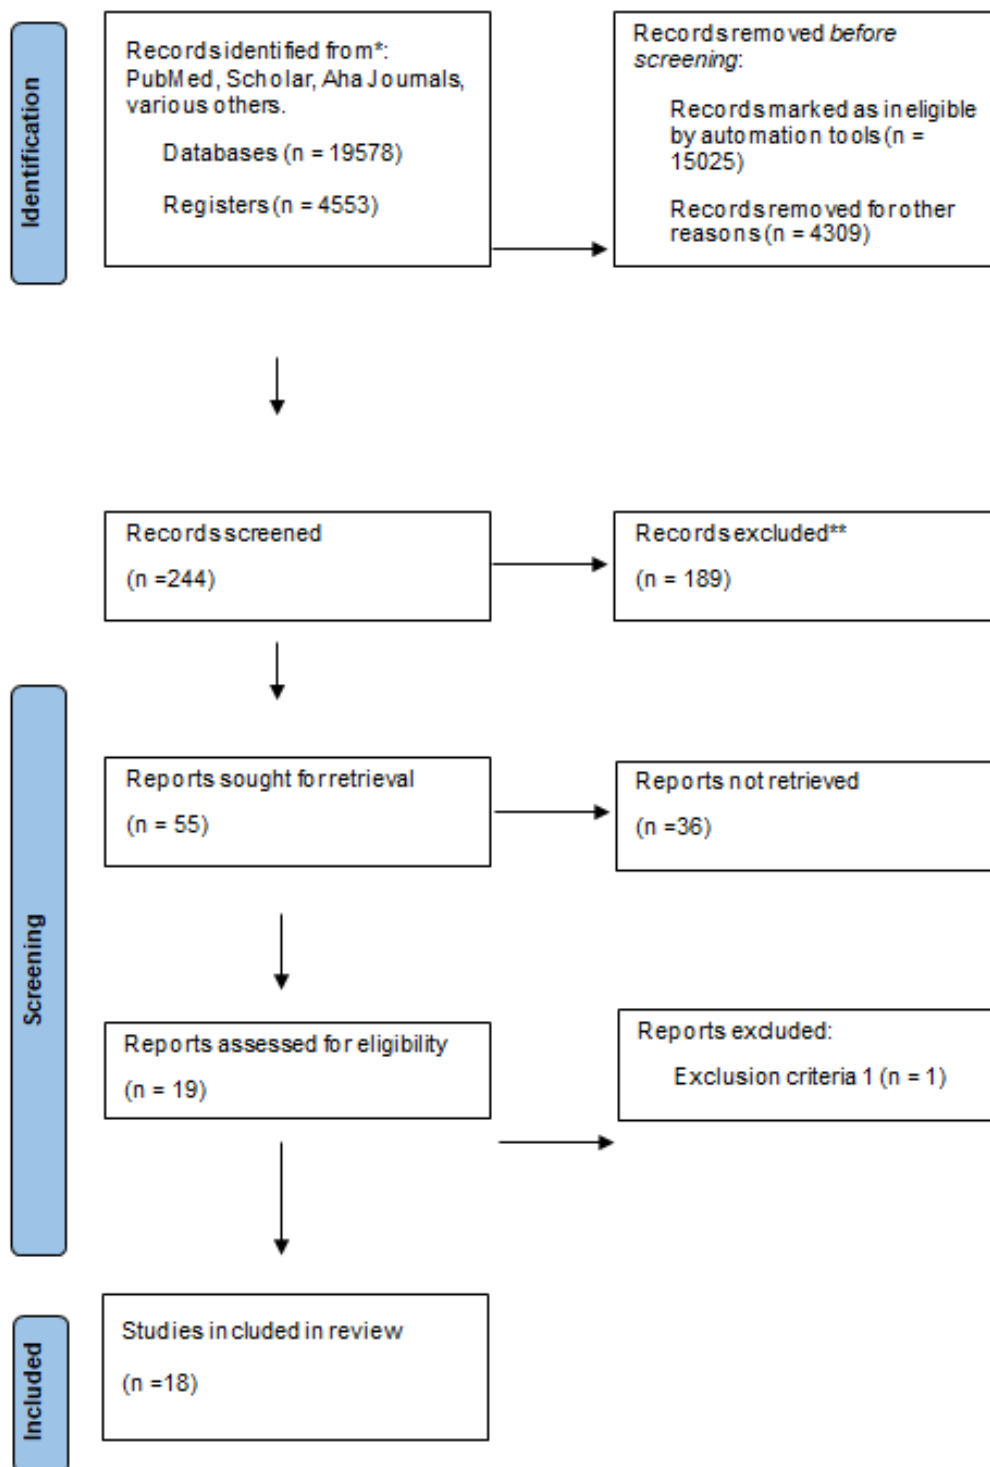 Identification
Records identified from*:
PubMed, Scholar, Aha Journals,
various others.
Databases (n = 19578)
Registers (n = 4553)
Records removed before
screening:
Records marked as ineligible
by automation tools (n =
15025)
Records removed for other
reasons (n = 4309)
Records screened
(n =244)
Records excluded**
(n = 189)
Screening
Reports sought for retrieval
(n = 55)
Reports not retrieved
(n =36)
Reports assessed for eligibility
(n = 19)
Reports excluded:
Exclusion criteria 1 (n = 1)
Included
Studies included in review
(n =18)